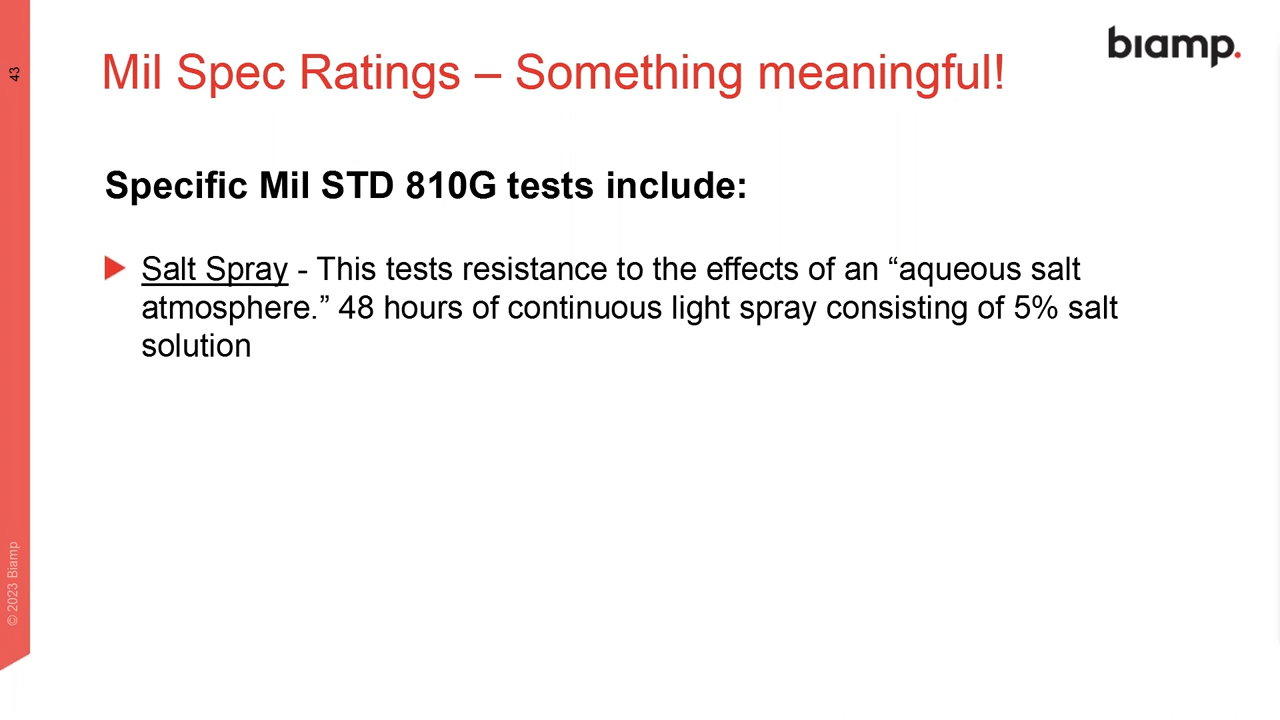 43
biamp.
Mil Spec Ratings – Something meaningful!
Specific Mil STD 810G tests include:
Salt Spray - This tests resistance to the effects of an “aqueous salt
atmosphere.” 48 hours of continuous light spray consisting of 5% salt
solution
© 2023 Biamp